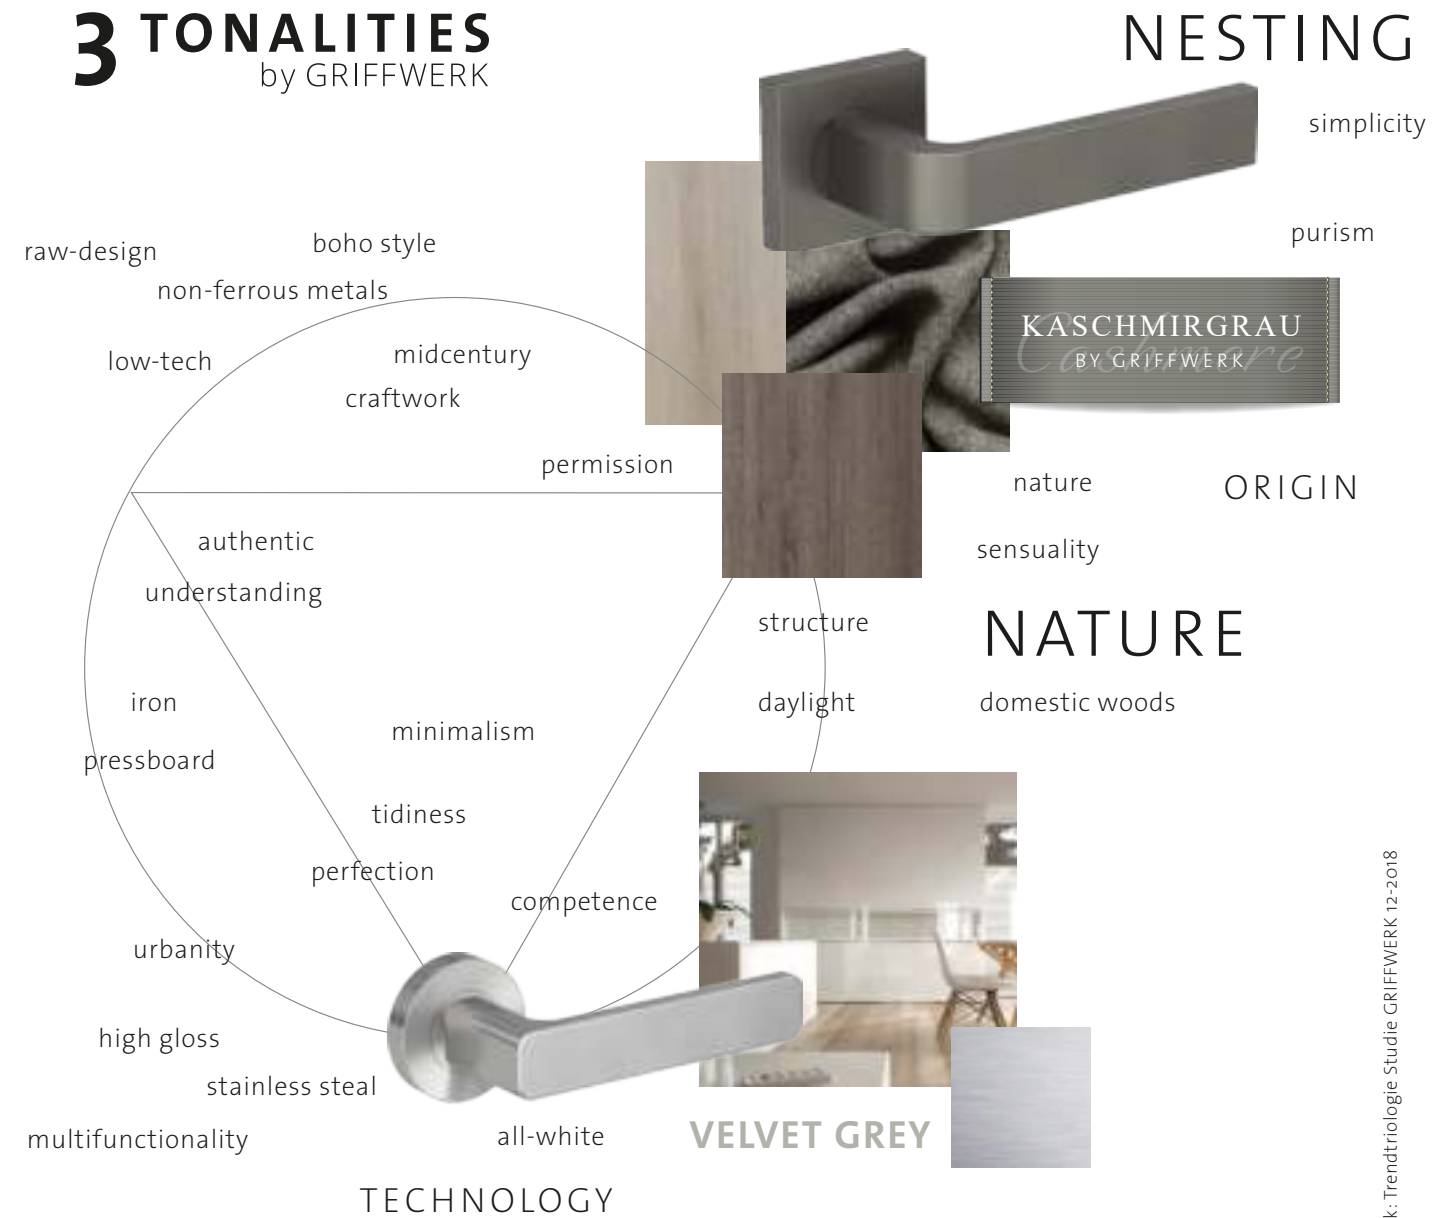 3 TONALITIES
by GRIFFWERK
NESTING
simplicity
purism
raw-design
boho style
non-ferrous metals
low-tech
midcentury
craftwork
KASCHMIRGRAU
Cashmere
BY GRIFFWERK
permission
nature
ORIGIN
authentic
sensuality
understanding
structure
NATURE
iron
daylight
domestic woods
minimalism
pressboard
tidiness
perfection
competence
urbanity
high gloss
stainless steal
multifunctionality
all-white
VELVET GREY
TECHNOLOGY
k: Trendtriologie Studie GRIFFWERK 12-2018